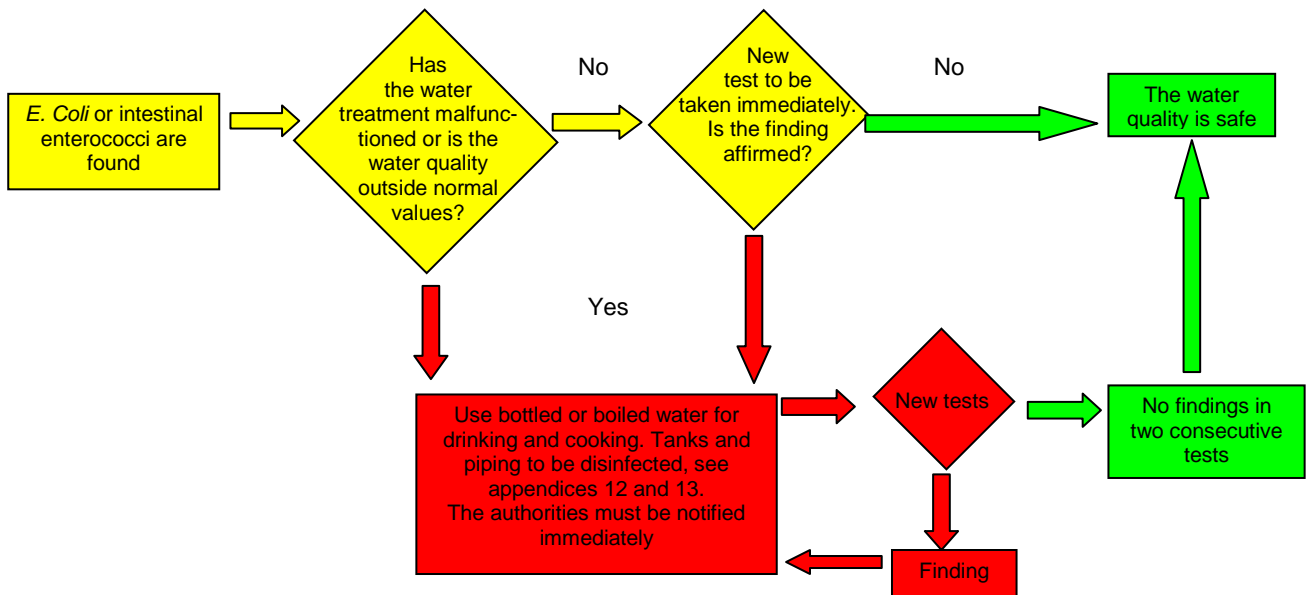 E. Coli or intestinal
enterococci are
found
Has
the water
treatment malfunc-
tioned or is the
water quality
outside normal
values?
No
New
test to be
taken immediately.
Is the finding
affirmed?
No
The water
quality is safe
Yes
Use bottled or boiled water for
drinking and cooking. Tanks and
piping to be disinfected, see
appendices 12 and 13.
The authorities must be notified
immediately
New tests
No findings in
two consecutive
tests
Finding